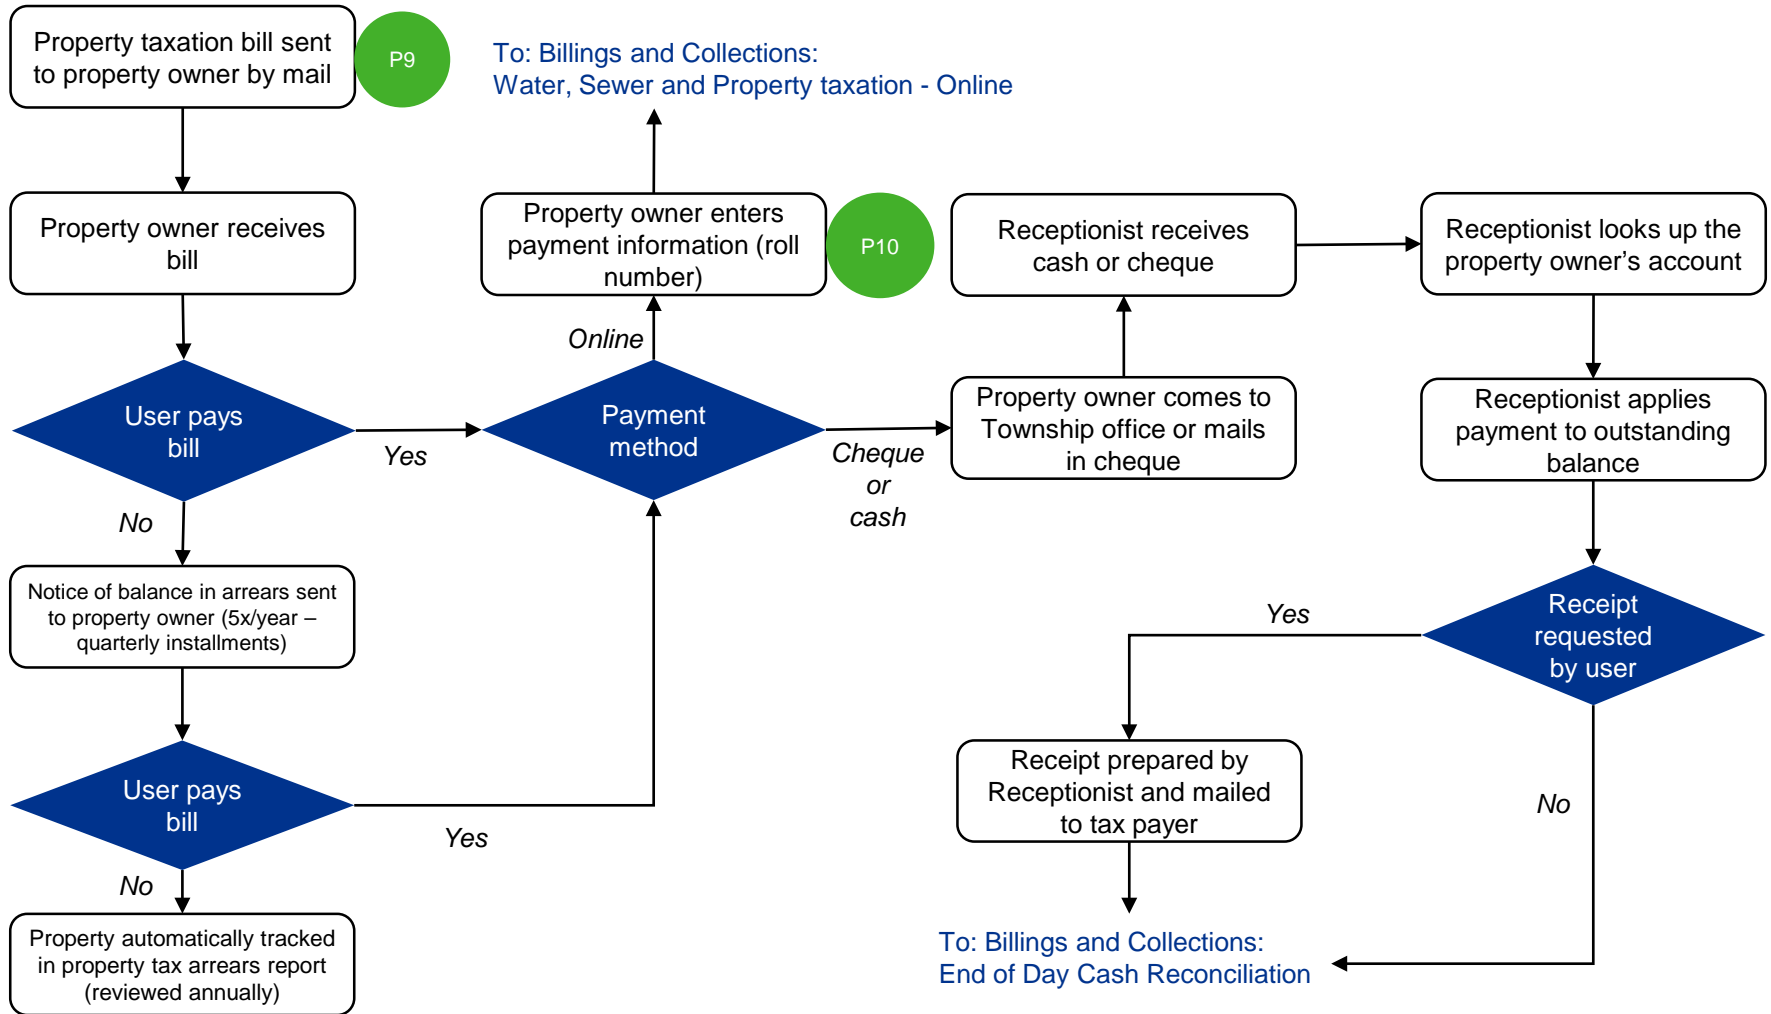 Property taxation bill sent
to property owner by mail
P9
To: Billings and Collections:
Water, Sewer and Property taxation - Online
Property owner receives
bill
Property owner enters
payment information (roll
number)
P10
Receptionist receives
cash or cheque
Receptionist looks up the
property owner’s account
Online
User pays
bill
Yes
Payment
method
Cheque
or
cash
Property owner comes to
Township office or mails
in cheque
Receptionist applies
payment to outstanding
balance
No
Notice of balance in arrears sent
to property owner (5x/year –
quarterly installments)
Yes
Receipt
requested
by user
User pays
bill
Yes
Receipt prepared by
Receptionist and mailed
to tax payer
No
No
Property automatically tracked
in property tax arrears report
(reviewed annually)
To: Billings and Collections:
End of Day Cash Reconciliation